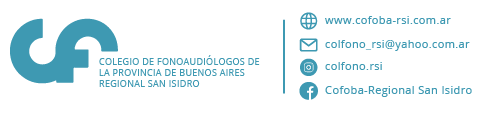 cf
COLEGIO DE FONOAUDIÓLOGOS DE
LA PROVINCIA DE BUENOS AIRES
REGIONAL SAN ISIDRO
www.cofoba-rsi.com.ar
colfono_rsi@yahoo.com.ar
colfono.rsi
Cofoba-Regional San Isidro